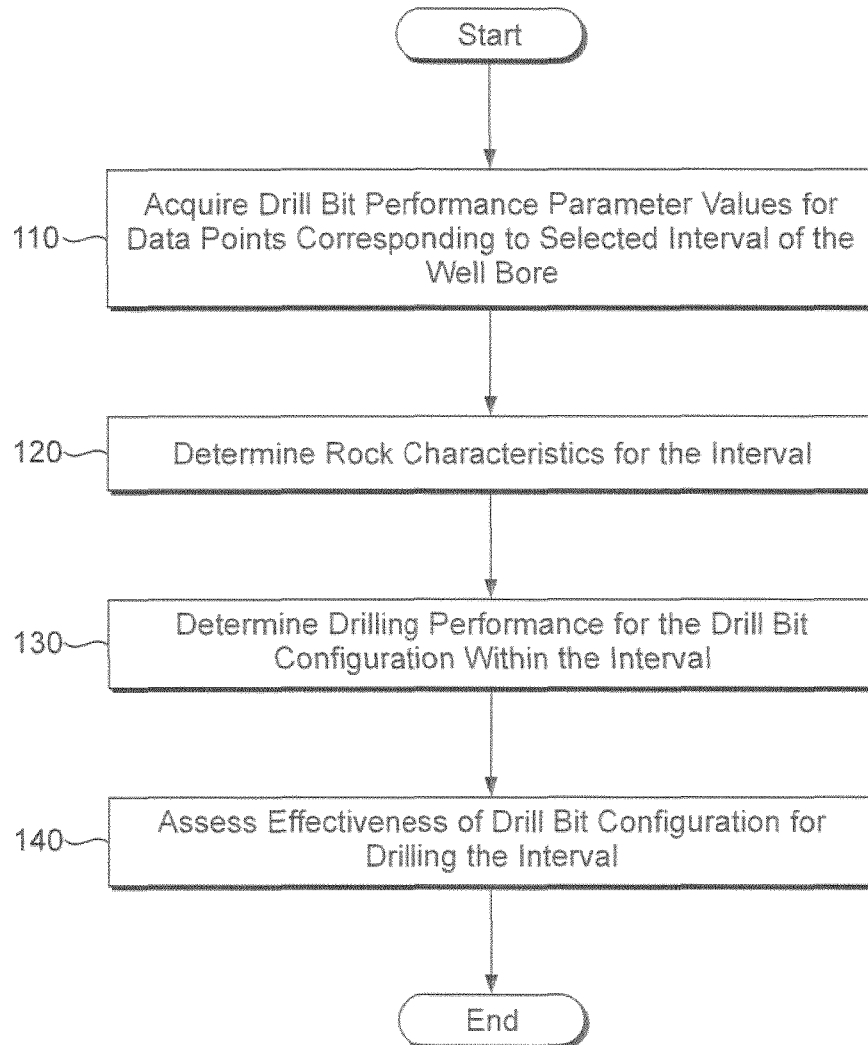 Start
110
Acquire Drill Bit Performance Parameter Values for
Data Points Corresponding to Selected Interval of the
Well Bore
120
Determine Rock Characteristics for the Interval
130
Determine Drilling Performance for the Drill Bit
Configuration Within the Interval
140
Assess Effectiveness of Drill Bit Configuration for
Drilling the Interval
End